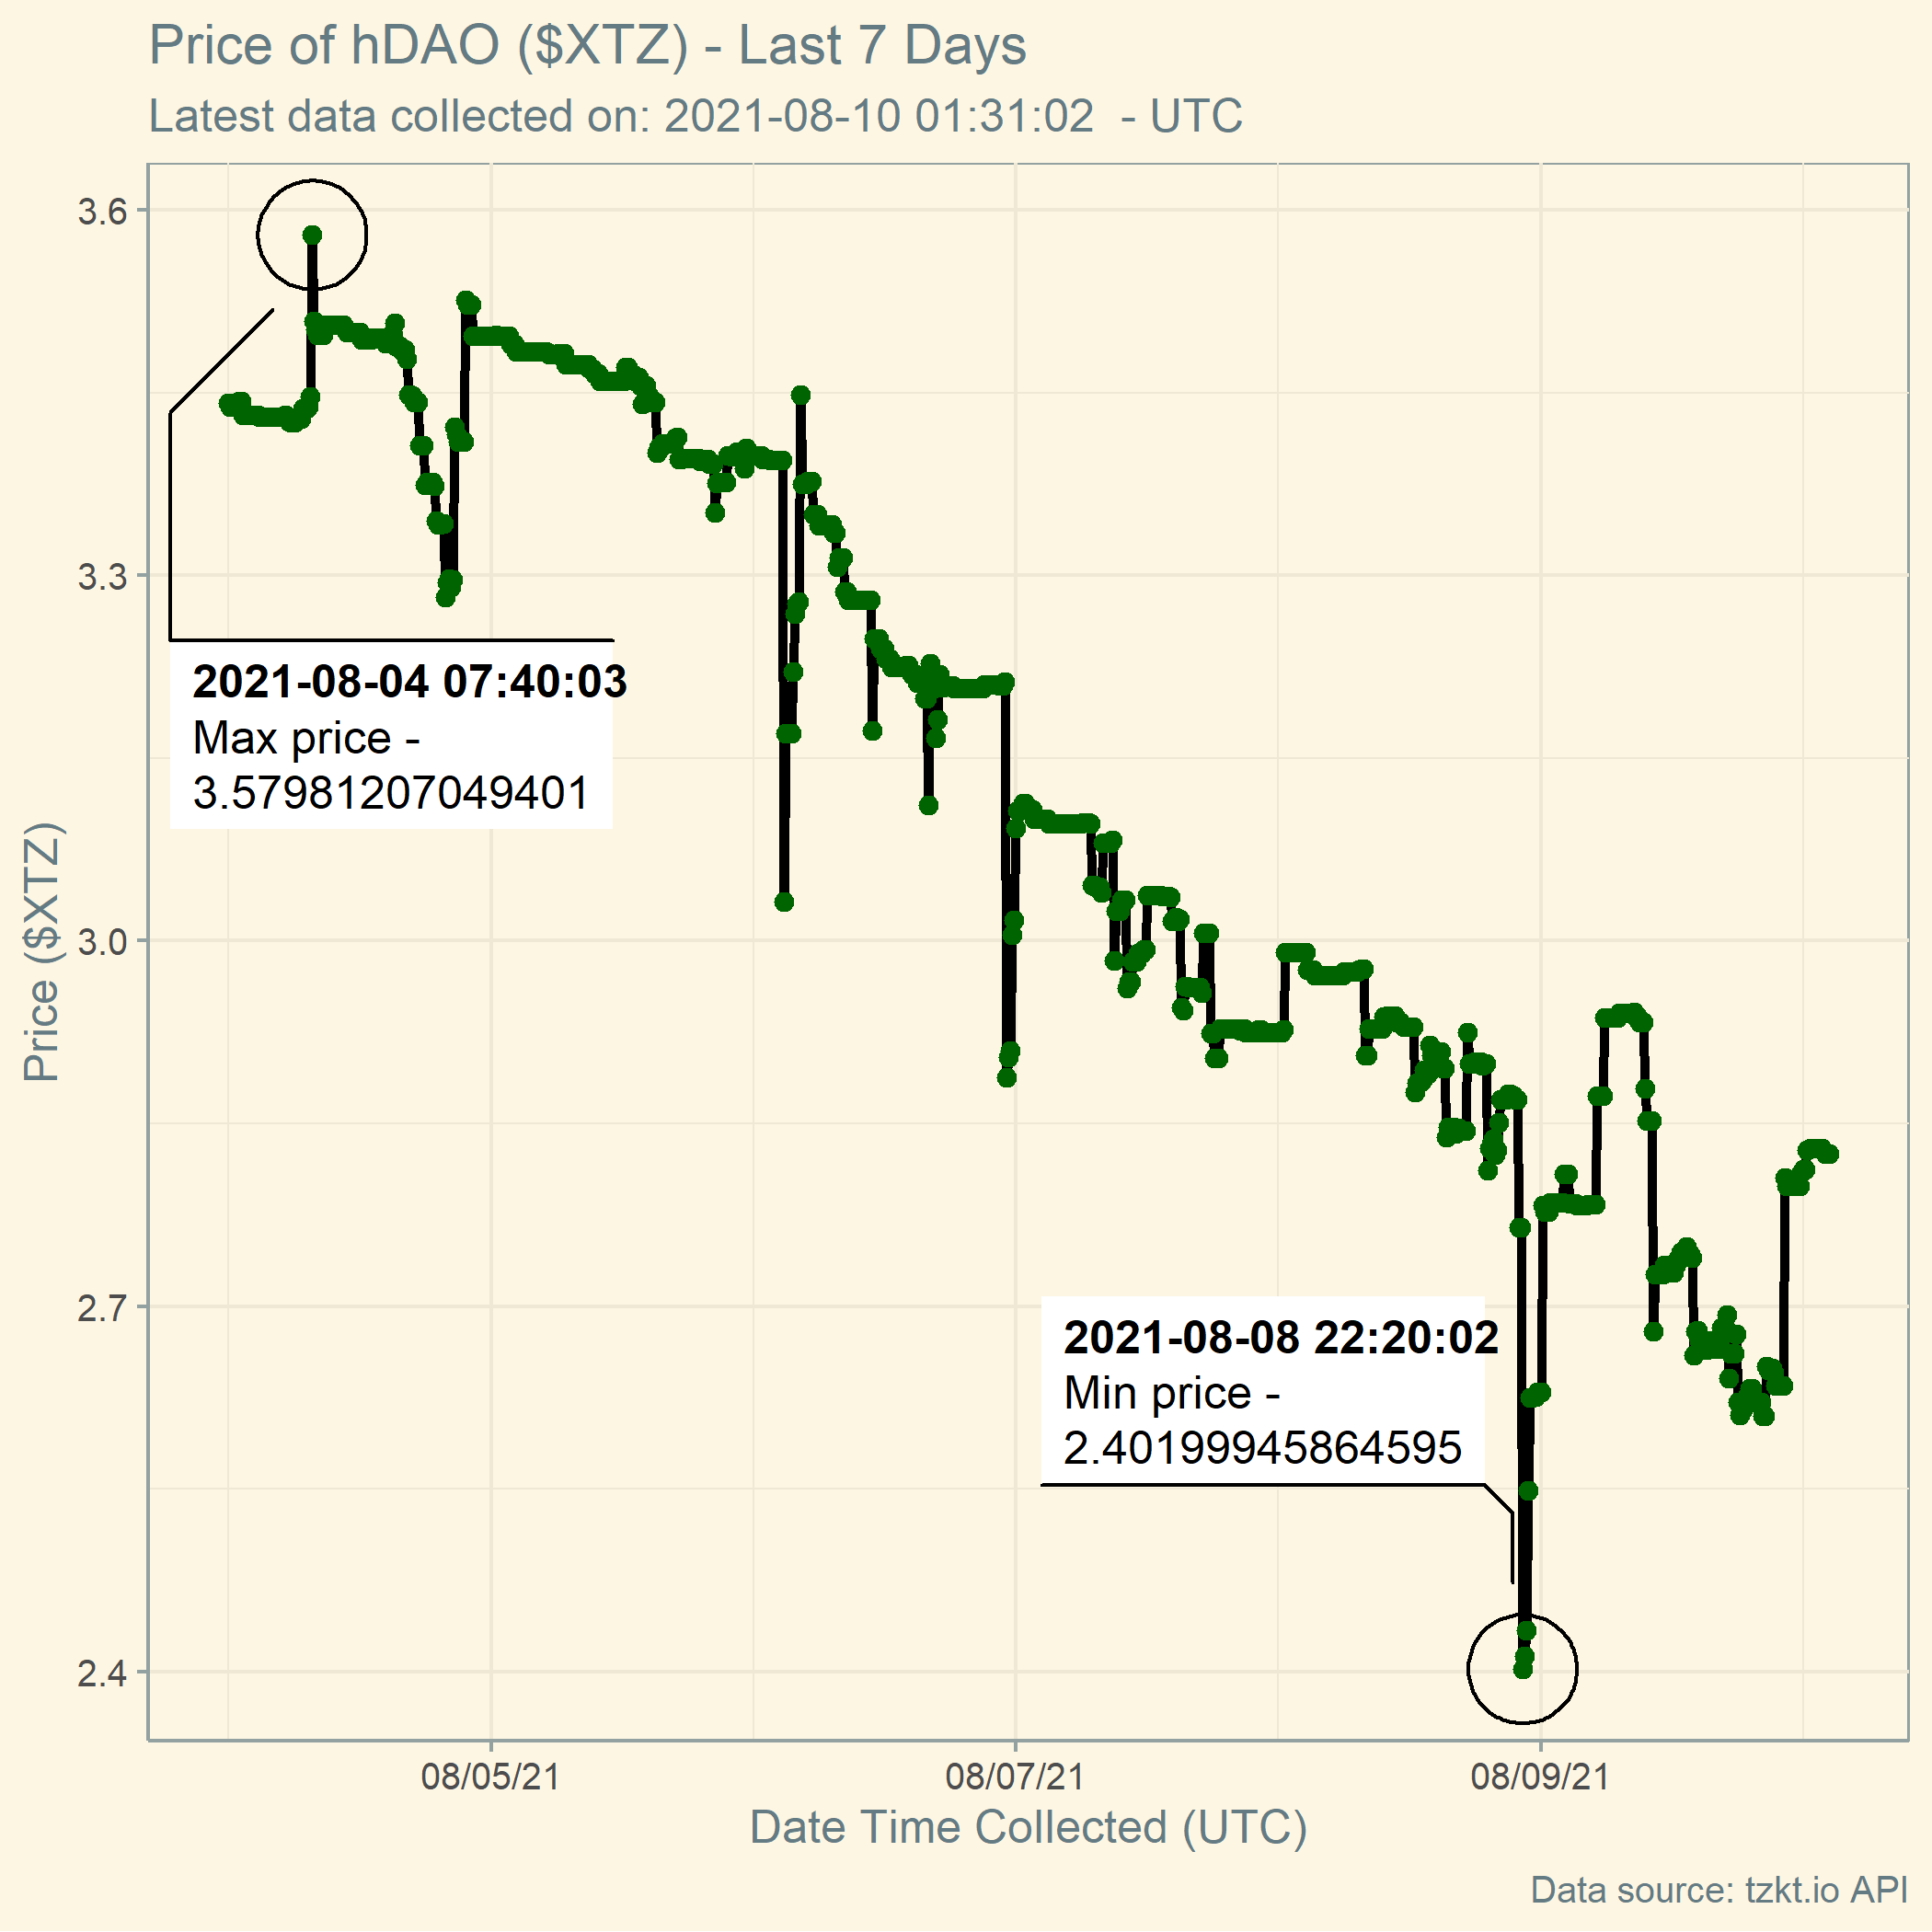 Price of hDAO ($XTZ) - Last 7 Days
Latest data collected on: 2021-08-10 01:31:02  - UTC
3.6
3.3
3.0
2.7
2.4
Price ($XTZ)
2021-08-04 07:40:03
Max price -
3.57981207049401
2021-08-08 22:20:02
Min price -
2.40199945864595
08/05/21
08/07/21
08/09/21
Date Time Collected (UTC)
Data source: tzkt.io API